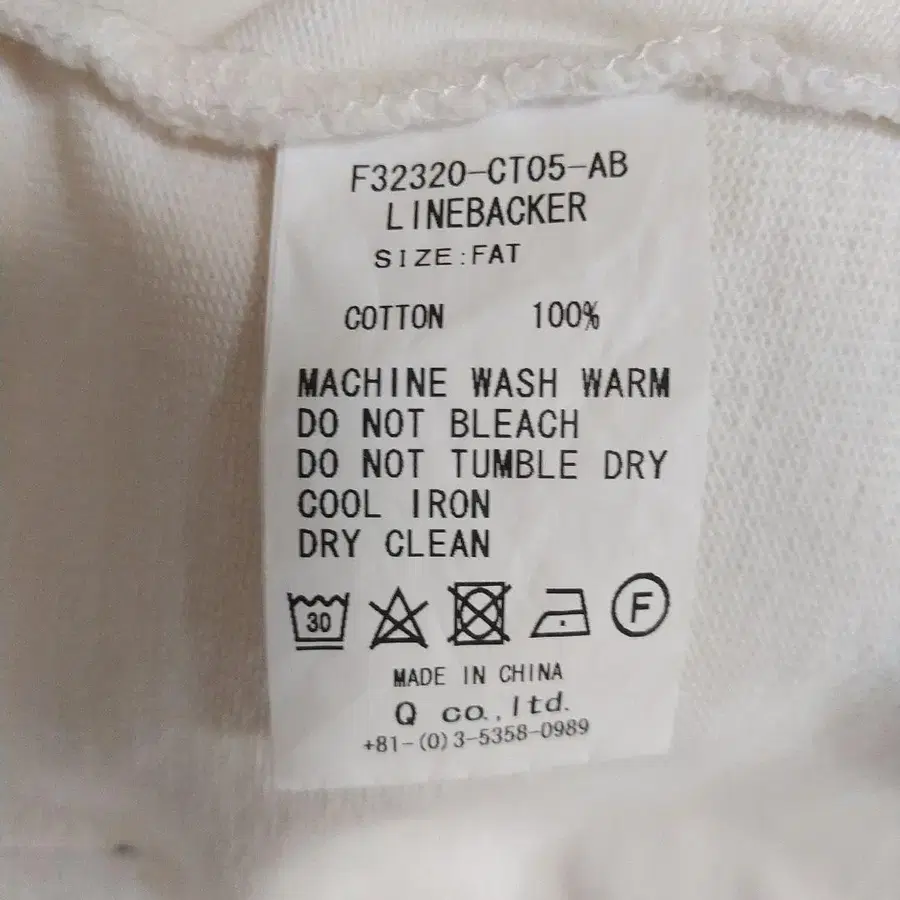 F32320-CT05-AB
LINEBACKER
SIZE:FAT
COTTON 100%
MACHINE WASH WARM
DO NOT BLEACH
DO NOT TUMBLE DRY
COOL IRON
DRY CLEAN
30 F
MADE IN CHINA
Q co.,ltd.
+81-(0)3-5358-0989